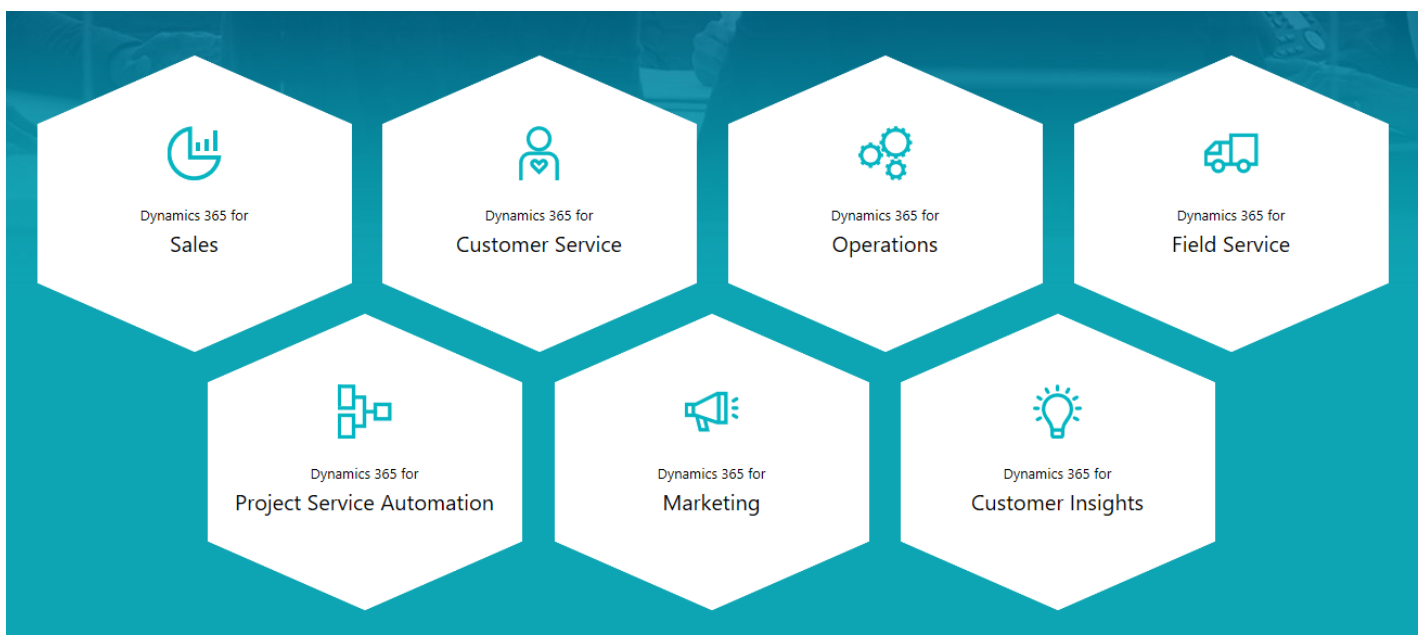 Dynamics 365 for
Sales
Dynamics 365 for
Customer Service
Dynamics 365 for
Operations
Dynamics 365 for
Field Service
Dynamics 365 for
Project Service Automation
Dynamics 365 for
Marketing
Dynamics 365 for
Customer Insights